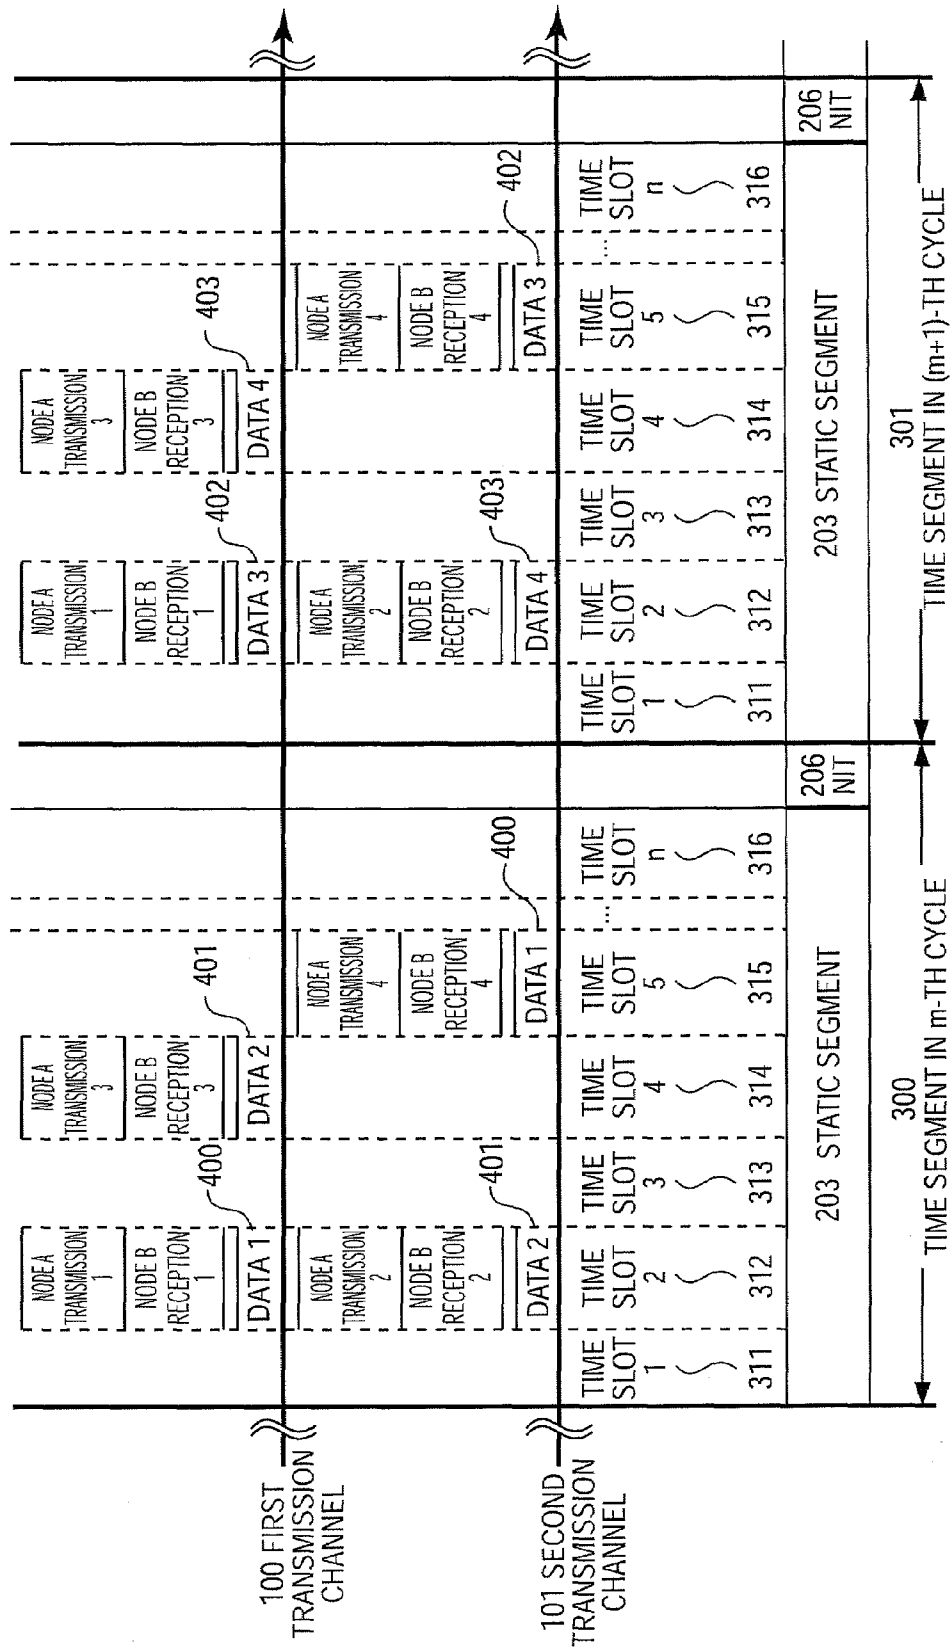 NODE A
TRANSMISSION
1
NODE B
RECEPTION
1
DATA 1
400
NODE A
TRANSMISSION
3
NODE B
RECEPTION
3
DATA 2
401
NODE A
TRANSMISSION
1
NODE B
RECEPTION
1
DATA 3
402
NODE A
TRANSMISSION
3
NODE B
RECEPTION
3
DATA 4
403
100 FIRST
TRANSMISSION
CHANNEL
NODE A
TRANSMISSION
2
NODE B
RECEPTION
2
DATA 2
401
NODE A
TRANSMISSION
4
NODE B
RECEPTION
4
DATA 1
400
NODE A
TRANSMISSION
2
NODE B
RECEPTION
2
DATA 4
403
NODE A
TRANSMISSION
4
NODE B
RECEPTION
4
DATA 3
402
101 SECOND
TRANSMISSION
CHANNEL
TIME
SLOT
1
311
TIME
SLOT
2
312
TIME
SLOT
3
313
TIME
SLOT
4
314
TIME
SLOT
5
315
...
TIME
SLOT
n
316
TIME
SLOT
1
311
TIME
SLOT
2
312
TIME
SLOT
3
313
TIME
SLOT
4
314
TIME
SLOT
5
315
...
TIME
SLOT
n
316
203 STATIC SEGMENT
206
NIT
203 STATIC SEGMENT
206
NIT
300
TIME SEGMENT IN m-TH CYCLE
301
TIME SEGMENT IN (m+1)-TH CYCLE